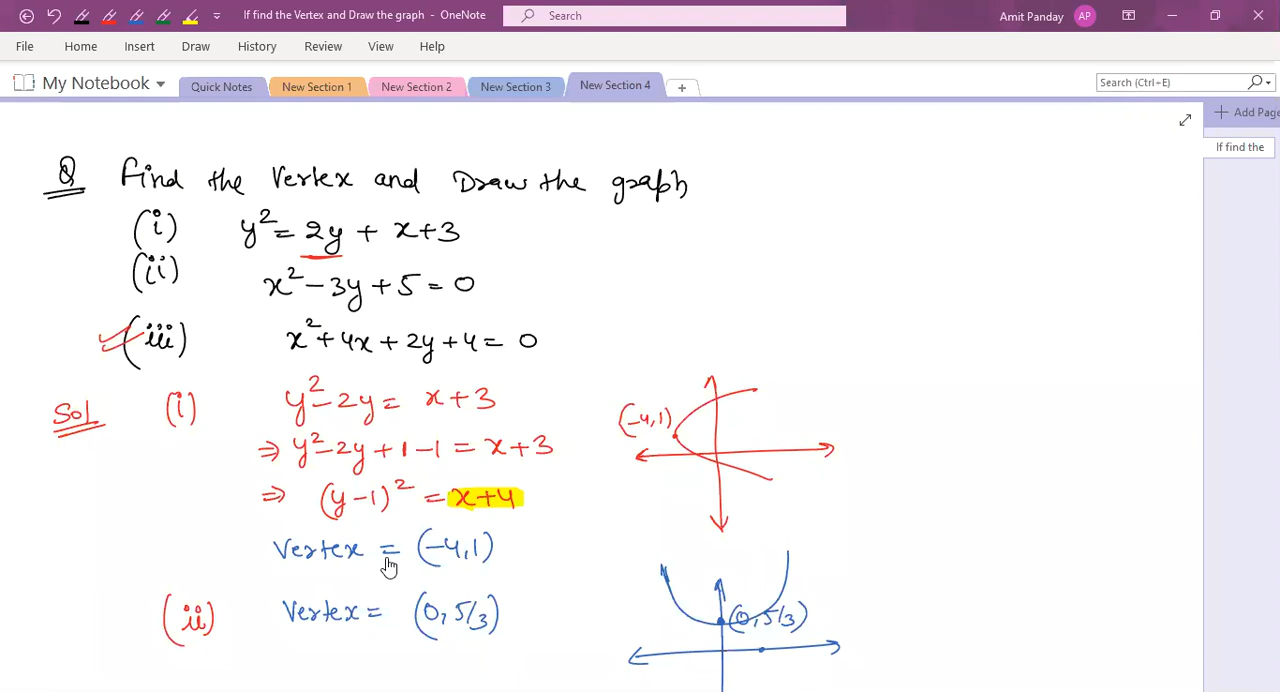 If find the Vertex and Draw the graph - OneNote
Search
Amit Panday AP
File Home Insert Draw History Review View Help
My Notebook Quick Notes New Section 1 New Section 2 New Section 3 New Section 4 + Search (Ctrl+E)
+ Add Page
If find the
Q Find the Vertex and Draw the graph
(i) y² = 2y + x+3
(ii) x² - 3y + 5 = 0
(iii) x² + 4x + 2y + 4 = 0
Sol (i) y² - 2y = x+3
⇒ y² - 2y + 1 - 1 = x+3
⇒ (y-1)² = x+4
Vertex = (-4,1)
(ii) Vertex = (0, 5/3)
(-4,1)
(0, 5/3)